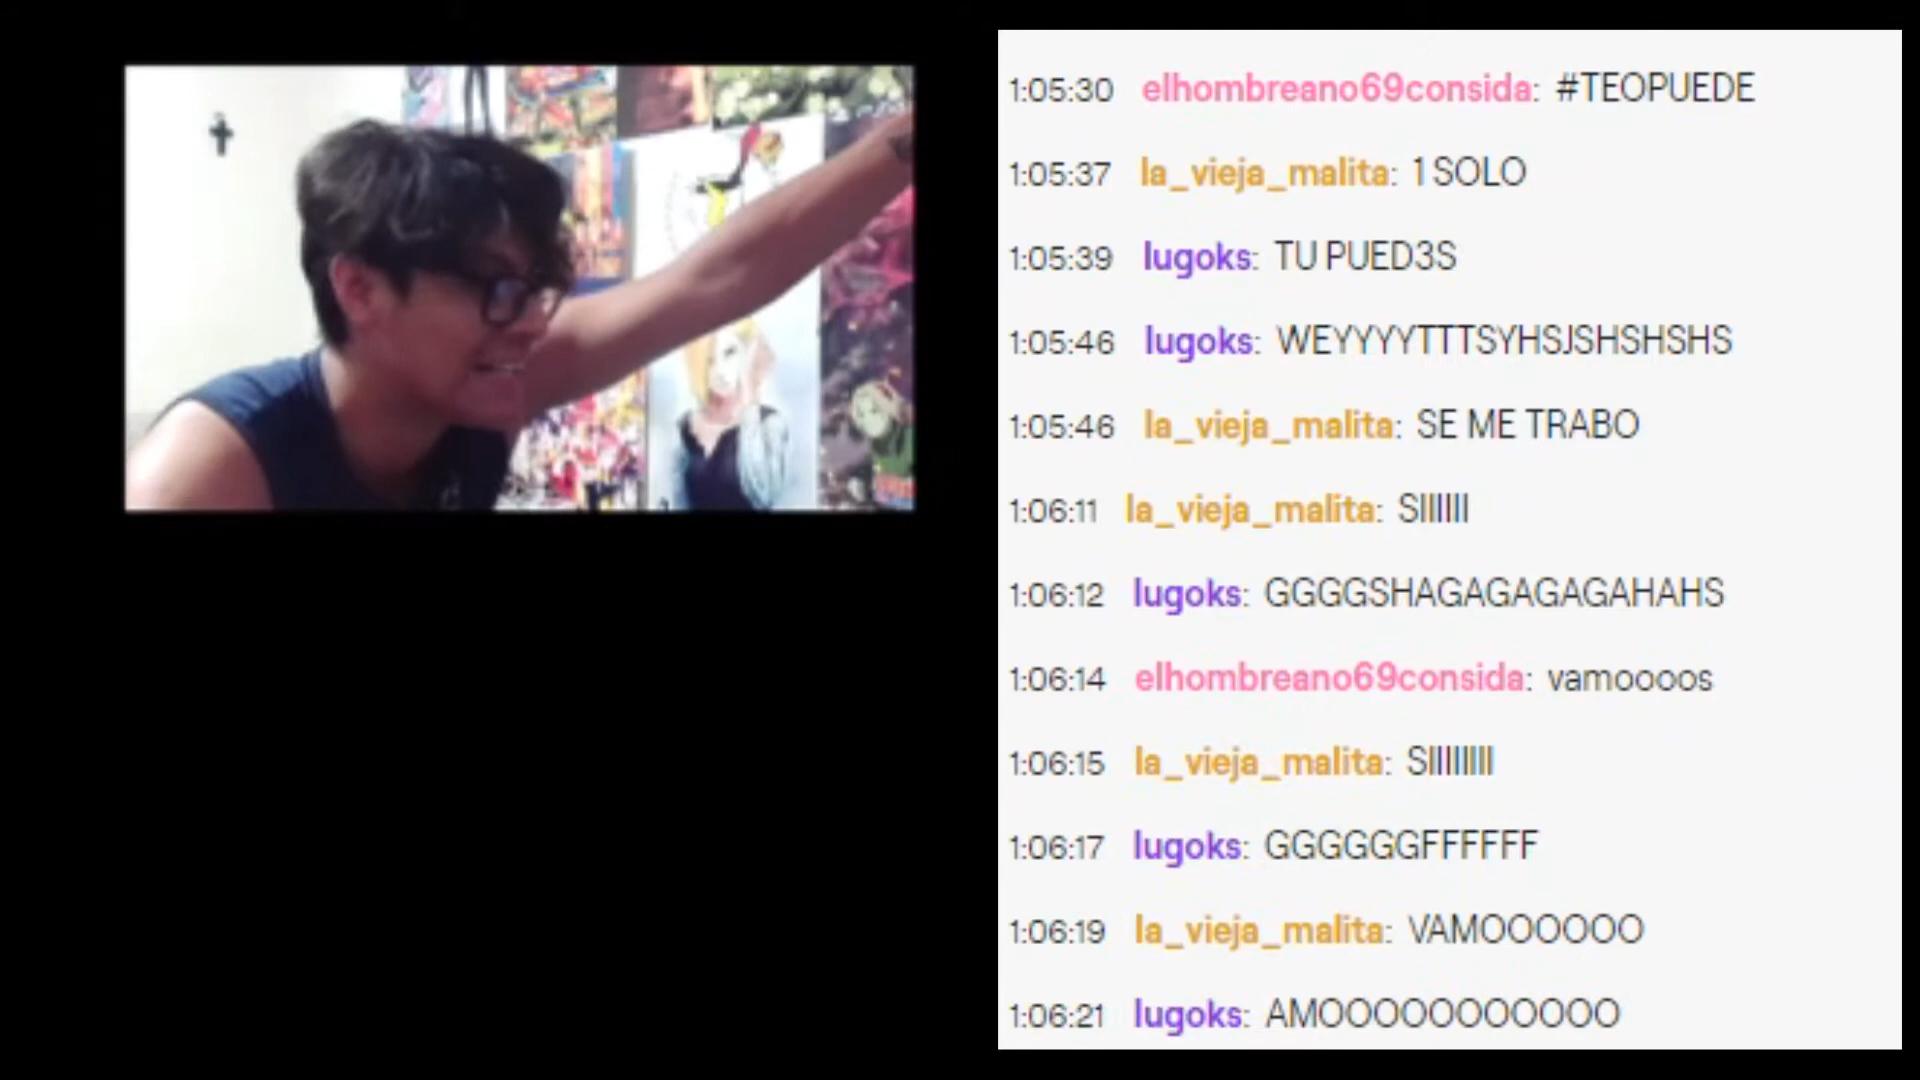 1:05:30 elhombreano69consida: #TEOPUEDE
1:05:37 la_vieja_malita: 1 SOLO
1:05:39 lugoks: TU PUED3S
1:05:46 lugoks: WEYYYYTTTSYHSJSHSHSHS
1:05:46 la_vieja_malita: SE ME TRABO
1:06:11 la_vieja_malita: SIIIIII
1:06:12 lugoks: GGGGSHAGAGAGAGAHAHS
1:06:14 elhombreano69consida: vamoooos
1:06:15 la_vieja_malita: SIIIIIIII
1:06:17 lugoks: GGGGGGFFFFFF
1:06:19 la_vieja_malita: VAMOOOOOO
1:06:21 lugoks: AMOOOOOOOOOOO